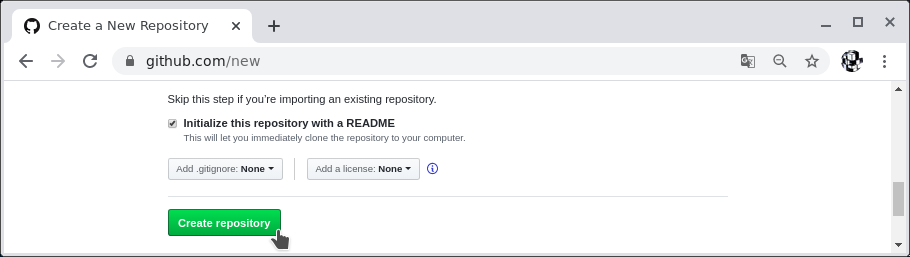 Create a New Repository
github.com/new
Skip this step if you're importing an existing repository.
Initialize this repository with a README
This will let you immediately clone the repository to your computer.
Add .gitignore: None
Add a license: None
Create repository